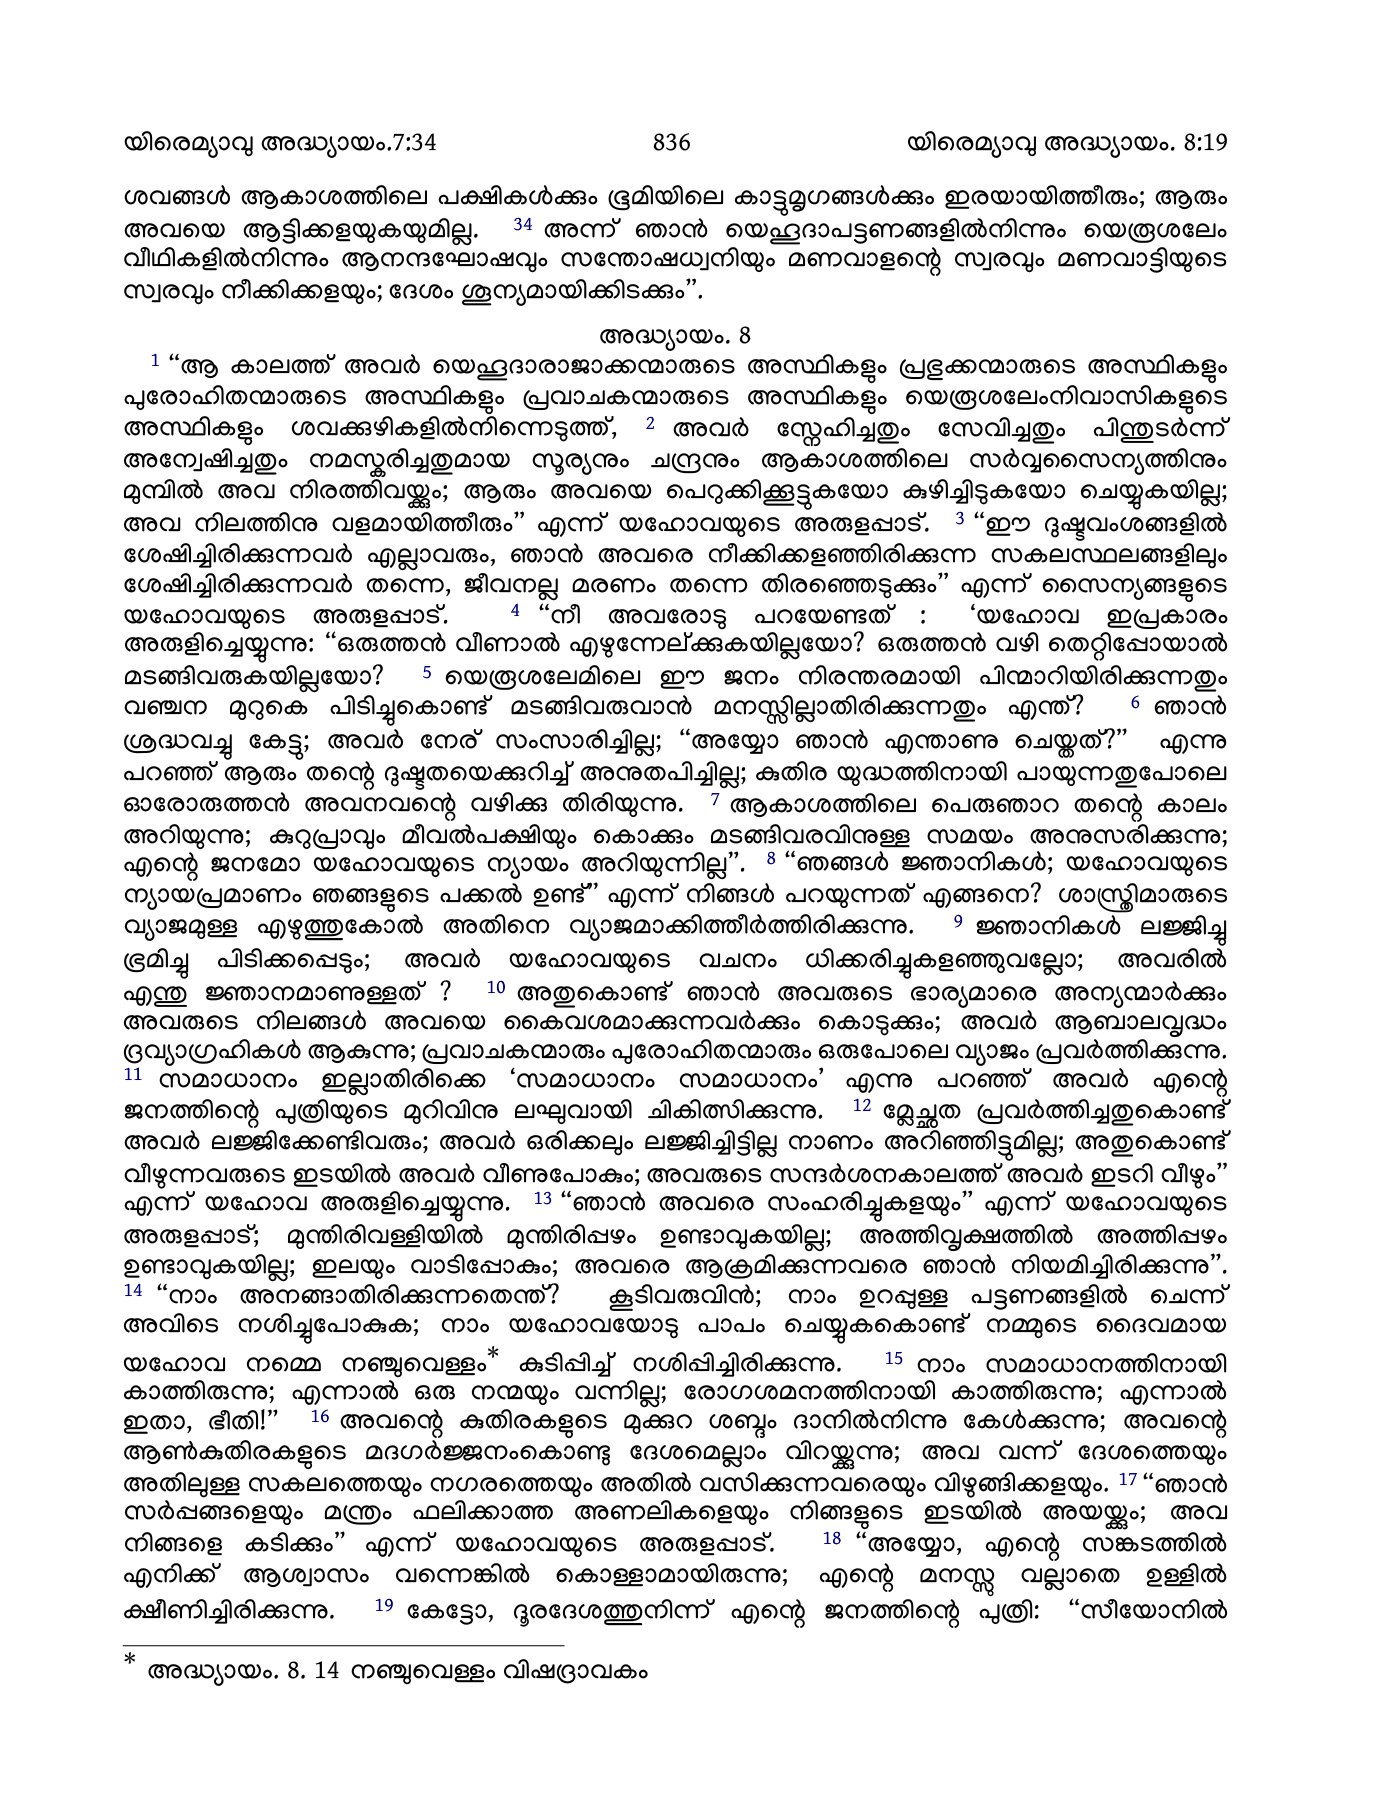 യിരെമ്യാവു അദ്ധ്യായം.7:34 836 യിരെമ്യാവു അദ്ധ്യായം. 8:19
ശവങ്ങൾ ആകാശത്തിലെ പക്ഷികൾക്കും ഭൂമിയിലെ കാട്ടുമൃഗങ്ങൾക്കും ഇരയായിത്തീരും; ആരും
അവയെ ആട്ടിക്കളയുകയുമില്ല. 34 അന്ന് ഞാൻ യെഹൂദാപട്ടണങ്ങളിൽനിന്നും യെരൂശലേം
വീഥികളിൽനിന്നും ആനന്ദഘോഷവും സന്തോഷധ്വനിയും മണവാളന്റെ സ്വരവും മണവാട്ടിയുടെ
സ്വരവും നീക്കിക്കളയും; ദേശം ശൂന്യമായിക്കിടക്കും”.
അദ്ധ്യായം. 8
1 “ആ കാലത്ത് അവർ യെഹൂദാരാജാക്കന്മാരുടെ അസ്ഥികളും പ്രഭുക്കന്മാരുടെ അസ്ഥികളും
പുരോഹിതന്മാരുടെ അസ്ഥികളും പ്രവാചകന്മാരുടെ അസ്ഥികളും യെരൂശലേംനിവാസികളുടെ
അസ്ഥികളും ശവക്കുഴികളിൽനിന്നെടുത്ത്, 2 അവർ സ്നേഹിച്ചതും സേവിച്ചതും പിന്തുടർന്ന്
അന്വേഷിച്ചതും നമസ്കരിച്ചതുമായ സൂര്യനും ചന്ദ്രനും ആകാശത്തിലെ സർവ്വസൈന്യത്തിനും
മുമ്പിൽ അവ നിരത്തിവയ്ക്കും; ആരും അവയെ പെറുക്കിക്കൂട്ടുകയോ കുഴിച്ചിടുകയോ ചെയ്യുകയില്ല;
അവ നിലത്തിനു വളമായിത്തീരും” എന്ന് യഹോവയുടെ അരുളപ്പാട്. 3 “ഈ ദുഷ്ടവംശങ്ങളിൽ
ശേഷിച്ചിരിക്കുന്നവർ എല്ലാവരും, ഞാൻ അവരെ നീക്കിക്കളഞ്ഞിരിക്കുന്ന സകലസ്ഥലങ്ങളിലും
ശേഷിച്ചിരിക്കുന്നവർ തന്നെ, ജീവനല്ല മരണം തന്നെ തിരഞ്ഞെടുക്കും” എന്ന് സൈന്യങ്ങളുടെ
യഹോവയുടെ അരുളപ്പാട്. 4 “നീ അവരോടു പറയേണ്ടത് : ‘യഹോവ ഇപ്രകാരം
അരുളിച്ചെയ്യുന്നു: “ഒരുത്തൻ വീണാൽ എഴുന്നേല്ക്കുകയില്ലയോ? ഒരുത്തൻ വഴി തെറ്റിപ്പോയാൽ
മടങ്ങിവരുകയില്ലയോ? 5 യെരൂശലേമിലെ ഈ ജനം നിരന്തരമായി പിന്മാറിയിരിക്കുന്നതും
വഞ്ചന മുറുകെ പിടിച്ചുകൊണ്ട് മടങ്ങിവരുവാൻ മനസ്സില്ലാതിരിക്കുന്നതും എന്ത്? 6 ഞാൻ
ശ്രദ്ധവച്ചു കേട്ടു; അവർ നേര് സംസാരിച്ചില്ല; “അയ്യോ ഞാൻ എന്താണു ചെയ്തത്?” എന്നു
പറഞ്ഞ് ആരും തന്റെ ദുഷ്ടതയെക്കുറിച്ച് അനുതപിച്ചില്ല; കുതിര യുദ്ധത്തിനായി പായുന്നതുപോലെ
ഓരോരുത്തൻ അവനവന്റെ വഴിക്കു തിരിയുന്നു. 7 ആകാശത്തിലെ പെരുഞാറ തന്റെ കാലം
അറിയുന്നു; കുറുപ്രാവും മീവൽപക്ഷിയും കൊക്കും മടങ്ങിവരവിനുള്ള സമയം അനുസരിക്കുന്നു;
എന്റെ ജനമോ യഹോവയുടെ ന്യായം അറിയുന്നില്ല”. 8 “ഞങ്ങൾ ജ്ഞാനികൾ; യഹോവയുടെ
ന്യായപ്രമാണം ഞങ്ങളുടെ പക്കൽ ഉണ്ട്” എന്ന് നിങ്ങൾ പറയുന്നത് എങ്ങനെ? ശാസ്ത്രിമാരുടെ
വ്യാജമുള്ള എഴുത്തുകോൽ അതിനെ വ്യാജമാക്കിത്തീർത്തിരിക്കുന്നു. 9 ജ്ഞാനികൾ ലജ്ജിച്ചു
ഭ്രമിച്ചു പിടിക്കപ്പെടും; അവർ യഹോവയുടെ വചനം ധിക്കരിച്ചുകളഞ്ഞുവല്ലോ; അവരിൽ
എന്തു ജ്ഞാനമാണുള്ളത് ? 10 അതുകൊണ്ട് ഞാൻ അവരുടെ ഭാര്യമാരെ അന്യന്മാർക്കും
അവരുടെ നിലങ്ങൾ അവയെ കൈവശമാക്കുന്നവർക്കും കൊടുക്കും; അവർ ആബാലവൃദ്ധം
ദ്രവ്യാഗ്രഹികൾ ആകുന്നു; പ്രവാചകന്മാരും പുരോഹിതന്മാരും ഒരുപോലെ വ്യാജം പ്രവർത്തിക്കുന്നു.
11 സമാധാനം ഇല്ലാതിരിക്കെ ‘സമാധാനം സമാധാനം’ എന്നു പറഞ്ഞ് അവർ എന്റെ
ജനത്തിന്റെ പുത്രിയുടെ മുറിവിനു ലഘുവായി ചികിത്സിക്കുന്നു. 12 മ്ലേച്ഛത പ്രവർത്തിച്ചതുകൊണ്ട്
അവർ ലജ്ജിക്കേണ്ടിവരും; അവർ ഒരിക്കലും ലജ്ജിച്ചിട്ടില്ല നാണം അറിഞ്ഞിട്ടുമില്ല; അതുകൊണ്ട്
വീഴുന്നവരുടെ ഇടയിൽ അവർ വീണുപോകും; അവരുടെ സന്ദർശനകാലത്ത് അവർ ഇടറി വീഴും”
എന്ന് യഹോവ അരുളിച്ചെയ്യുന്നു. 13 “ഞാൻ അവരെ സംഹരിച്ചുകളയും” എന്ന് യഹോവയുടെ
അരുളപ്പാട്; മുന്തിരിവള്ളിയിൽ മുന്തിരിപ്പഴം ഉണ്ടാവുകയില്ല; അത്തിവൃക്ഷത്തിൽ അത്തിപ്പഴം
ഉണ്ടാവുകയില്ല; ഇലയും വാടിപ്പോകും; അവരെ ആക്രമിക്കുന്നവരെ ഞാൻ നിയമിച്ചിരിക്കുന്നു”.
14 “നാം അനങ്ങാതിരിക്കുന്നതെന്ത്? കൂടിവരുവിൻ; നാം ഉറപ്പുള്ള പട്ടണങ്ങളിൽ ചെന്ന്
അവിടെ നശിച്ചുപോകുക; നാം യഹോവയോടു പാപം ചെയ്യുകകൊണ്ട് നമ്മുടെ ദൈവമായ
യഹോവ നമ്മെ നഞ്ചുവെള്ളം* കുടിപ്പിച്ച് നശിപ്പിച്ചിരിക്കുന്നു. 15 നാം സമാധാനത്തിനായി
കാത്തിരുന്നു; എന്നാൽ ഒരു നന്മയും വന്നില്ല; രോഗശമനത്തിനായി കാത്തിരുന്നു; എന്നാൽ
ഇതാ, ഭീതി!” 16 അവന്റെ കുതിരകളുടെ മുക്കുറ ശബ്ദം ദാനിൽനിന്നു കേൾക്കുന്നു; അവന്റെ
ആൺകുതിരകളുടെ മദഗർജ്ജനംകൊണ്ടു ദേശമെല്ലാം വിറയ്ക്കുന്നു; അവ വന്ന് ദേശത്തെയും
അതിലുള്ള സകലത്തെയും നഗരത്തെയും അതിൽ വസിക്കുന്നവരെയും വിഴുങ്ങിക്കളയും. 17 “ഞാൻ
സർപ്പങ്ങളെയും മന്ത്രം ഫലിക്കാത്ത അണലികളെയും നിങ്ങളുടെ ഇടയിൽ അയയ്ക്കും; അവ
നിങ്ങളെ കടിക്കും” എന്ന് യഹോവയുടെ അരുളപ്പാട്. 18 “അയ്യോ, എന്റെ സങ്കടത്തിൽ
എനിക്ക് ആശ്വാസം വന്നെങ്കിൽ കൊള്ളാമായിരുന്നു; എന്റെ മനസ്സു വല്ലാതെ ഉള്ളിൽ
ക്ഷീണിച്ചിരിക്കുന്നു. 19 കേട്ടോ, ദൂരദേശത്തുനിന്ന് എന്റെ ജനത്തിന്റെ പുത്രി: “സീയോനിൽ
* അദ്ധ്യായം. 8. 14 നഞ്ചുവെള്ളം വിഷദ്രാവകം